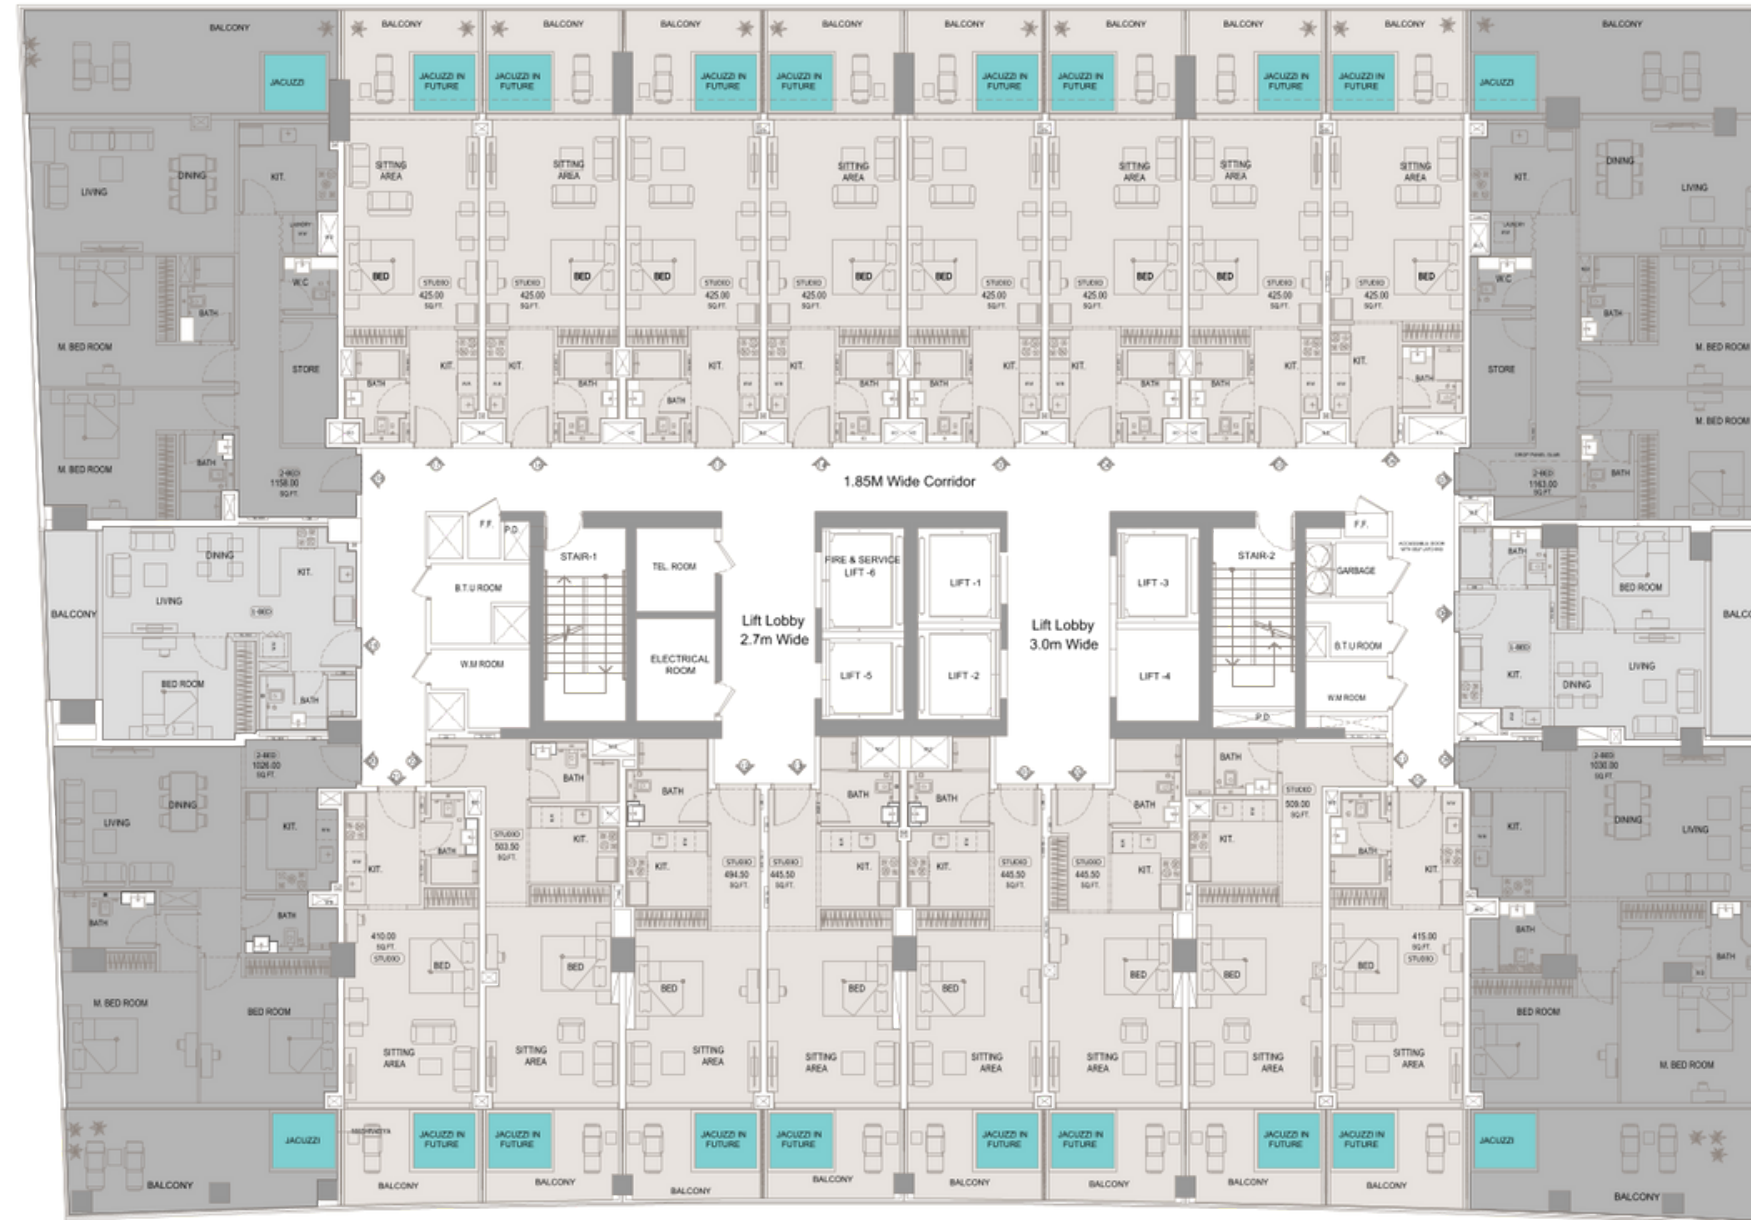 BALCONY
BALCONY
BALCONY
BALCONY
BALCONY
BALCONY
BALCONY
BALCONY
BALCONY
BALCONY
JACUZZI
JACUZZI IN
FUTURE
JACUZZI IN
FUTURE
JACUZZI IN
FUTURE
JACUZZI IN
FUTURE
JACUZZI IN
FUTURE
JACUZZI IN
FUTURE
JACUZZI IN
FUTURE
JACUZZI IN
FUTURE
JACUZZI
LIVING
DINING
KIT.
SITTING
AREA
SITTING
AREA
SITTING
AREA
SITTING
AREA
SITTING
AREA
SITTING
AREA
KIT.
DINING
LIVING
LAUNDRY
LAUNDRY
W.C
W.C
BED
BED
BED
BED
BED
BED
BED
BED
STUDIO
425.00
SQ.FT.
STUDIO
425.00
SQ.FT.
STUDIO
425.00
SQ.FT.
STUDIO
425.00
SQ.FT.
STUDIO
425.00
SQ.FT.
STUDIO
425.00
SQ.FT.
STUDIO
425.00
SQ.FT.
STUDIO
425.00
SQ.FT.
BATH
M. BED ROOM
STORE
BATH
KIT.
KIT.
BATH
BATH
KIT.
KIT.
BATH
BATH
KIT.
KIT.
BATH
BATH
KIT.
KIT.
BATH
STORE
BATH
M. BED ROOM
M. BED ROOM
BATH
2-BED
1158.00
SQ.FT.
1.85M Wide Corridor
2-BED
1163.00
SQ.FT.
BATH
M. BED ROOM
BALCONY
LIVING
DINING
KIT.
1-BED
BED ROOM
BATH
F.F.
P.D.
B.T.U ROOM
W.M ROOM
STAIR-1
TEL. ROOM
ELECTRICAL
ROOM
Lift Lobby
2.7m Wide
FIRE & SERVICE
LIFT -6
LIFT -5
LIFT -1
LIFT -2
Lift Lobby
3.0m Wide
LIFT -3
LIFT -4
STAIR-2
P.D
F.F.
GARBAGE
B.T.U ROOM
W.M ROOM
BATH
BED ROOM
1-BED
KIT.
DINING
LIVING
BALCO
2-BED
1026.00
SQ.FT.
DINING
LIVING
KIT.
BATH
BATH
M. BED ROOM
BED ROOM
KIT.
BATH
410.00
SQ.FT.
STUDIO
BED
SITTING
AREA
BATH
STUDIO
503.50
SQ.FT.
KIT.
BED
SITTING
AREA
BATH
KIT.
STUDIO
494.50
SQ.FT.
BED
SITTING
AREA
BATH
STUDIO
445.50
SQ.FT.
KIT.
BED
SITTING
AREA
BATH
KIT.
STUDIO
445.50
SQ.FT.
BED
SITTING
AREA
BATH
STUDIO
445.50
SQ.FT.
KIT.
BED
SITTING
AREA
BATH
STUDIO
509.00
SQ.FT.
KIT.
BED
SITTING
AREA
BATH
KIT.
415.00
SQ.FT.
STUDIO
BED
SITTING
AREA
2-BED
1030.00
SQ.FT.
KIT.
DINING
LIVING
BATH
BATH
BED ROOM
M. BED ROOM
JACUZZI
JACUZZI IN
FUTURE
JACUZZI IN
FUTURE
JACUZZI IN
FUTURE
JACUZZI IN
FUTURE
JACUZZI IN
FUTURE
JACUZZI IN
FUTURE
JACUZZI IN
FUTURE
JACUZZI IN
FUTURE
JACUZZI
BALCONY
BALCONY
BALCONY
BALCONY
BALCONY
BALCONY
BALCONY
BALCONY
BALCONY
BALCONY